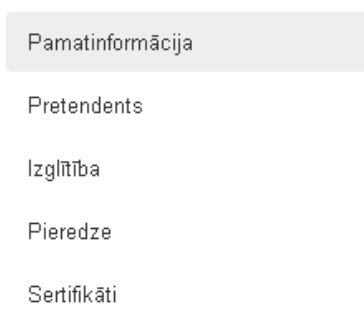 Pamatinformācija
Pretendents
Izglītība
Pieredze
Sertifikāti